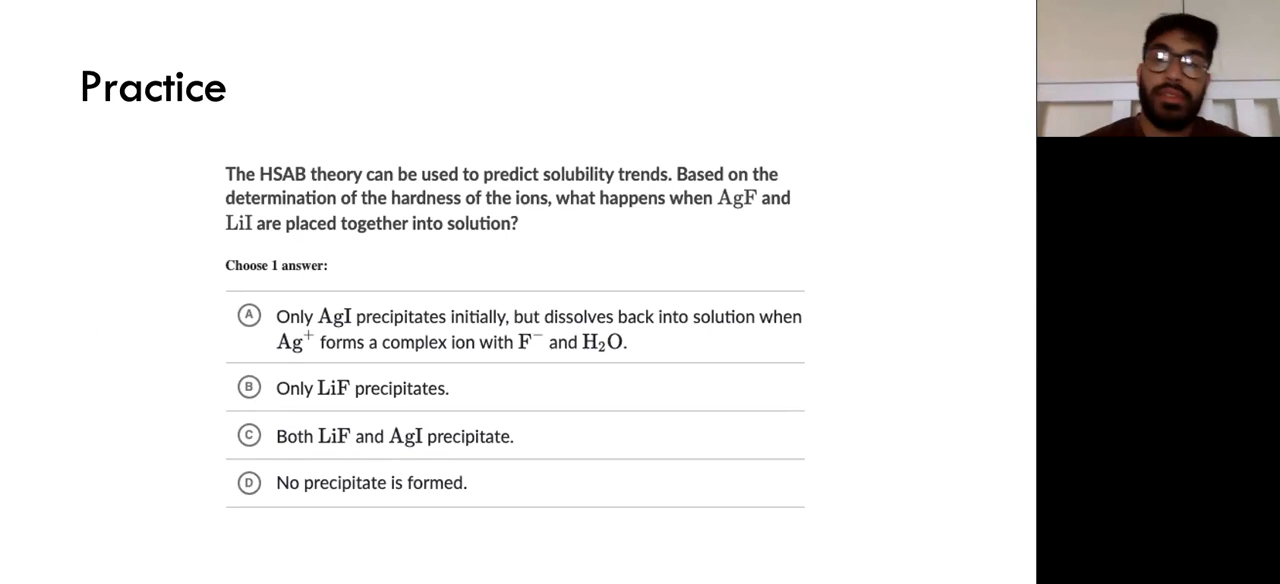 Practice
The HSAB theory can be used to predict solubility trends. Based on the
determination of the hardness of the ions, what happens when AgF and
LiI are placed together into solution?
Choose 1 answer:
A Only AgI precipitates initially, but dissolves back into solution when
Ag⁺ forms a complex ion with F⁻ and H₂O.
B Only LiF precipitates.
C Both LiF and AgI precipitate.
D No precipitate is formed.